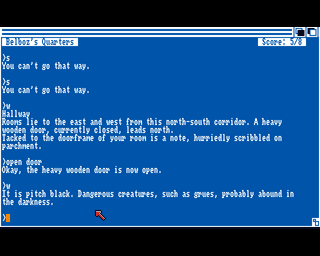 Belboz's Quarters Score: 5/8
>s
You can't go that way.
>s
You can't go that way.
>w
Hallway
Rooms lie to the east and west from this north-south corridor. A heavy
wooden door, currently closed, leads north.
Tacked to the doorframe of your room is a note, hurriedly scribbled on
parchment.
>open door
Okay, the heavy wooden door is now open.
>w
It is pitch black. Dangerous creatures, such as grues, probably abound in
the darkness.
>